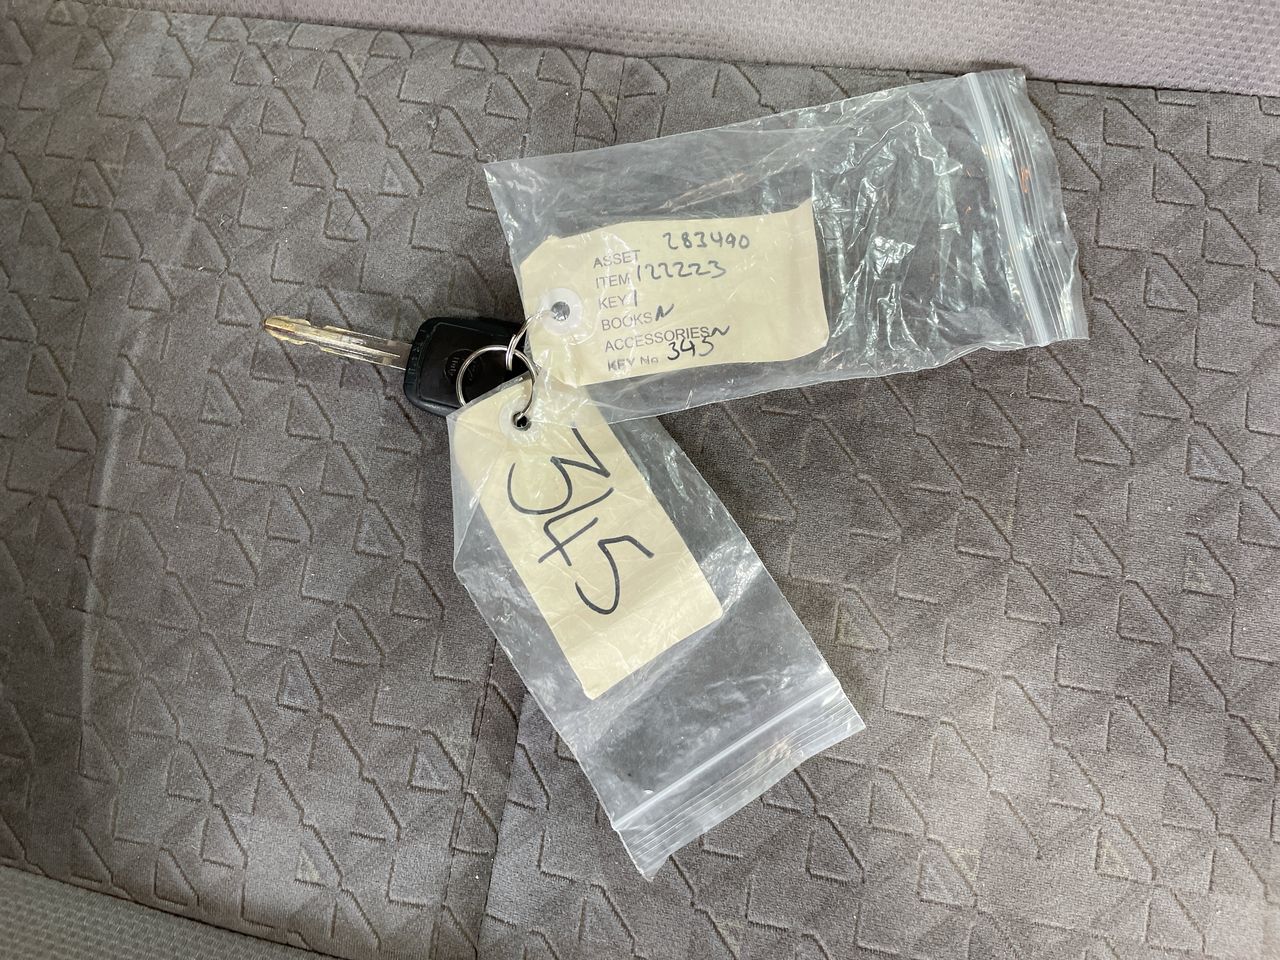 ASSET 283490
ITEM 122223
KEY 1
BOOKS N
ACCESSORIES N
KEY No 345
345